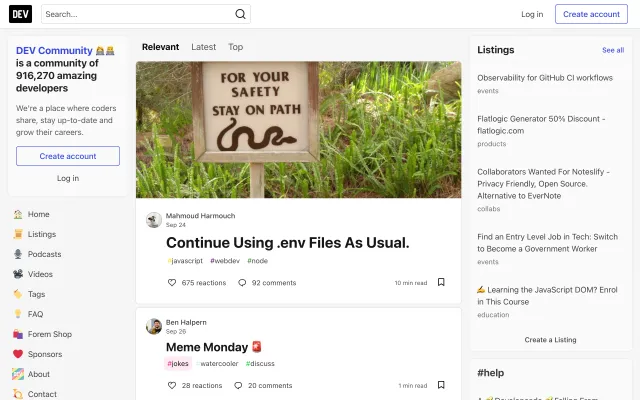 DEV
Search...
Log in
Create account
DEV Community
is a community of
916,270 amazing
developers
We're a place where coders
share, stay up-to-date and
grow their careers.
Create account
Log in
Home
Listings
Podcasts
Videos
Tags
FAQ
Forem Shop
Sponsors
About
Contact
Relevant
Latest
Top
FOR YOUR
SAFETY
STAY ON PATH
Mahmoud Harmouch
Sep 24
Continue Using .env Files As Usual.
#javascript #webdev #node
675 reactions
92 comments
10 min read
Ben Halpern
Sep 26
Meme Monday 🚨
#jokes watercooler #discuss
28 reactions
20 comments
1 min read
Listings
See all
Observability for GitHub CI workflows
events
Flatlogic Generator 50% Discount -
flatlogic.com
products
Collaborators Wanted For Noteslify -
Privacy Friendly, Open Source.
Alternative to EverNote
collabs
Find an Entry Level Job in Tech: Switch
to Become a Government Worker
events
✍️ Learning the JavaScript DOM? Enrol
in This Course
education
Create a Listing
#help